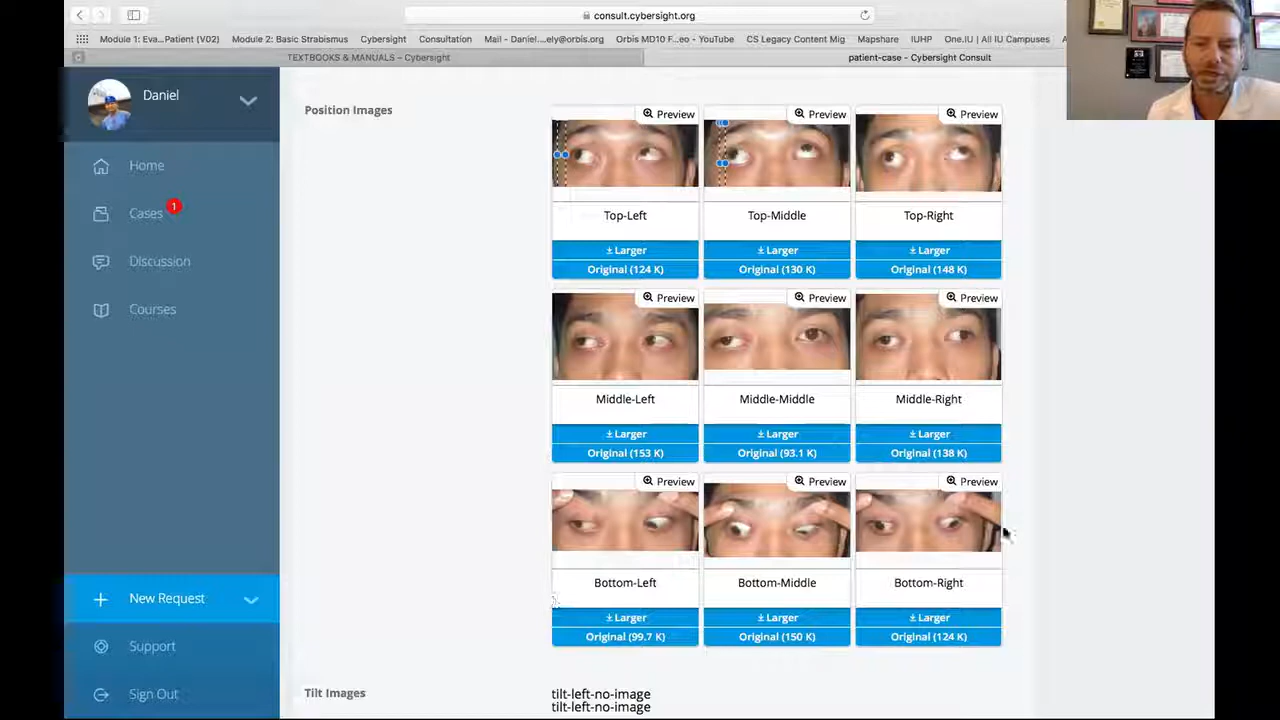 consult.cybersight.org
Module 1: Eva...Patient (V02)
Module 2: Basic Strabismus
Cybersight
Consultation
Mail - Daniel....ely@orbis.org
Orbis MD10 F...eo - YouTube
CS Legacy Content Mig
Mapshare
IUHP
One.IU | All IU Campuses
TEXTBOOKS & MANUALS – Cybersight
patient-case - Cybersight Consult
Daniel
Home
Cases 1
Discussion
Courses
New Request
Support
Sign Out
Position Images
Preview Preview Preview
Top-Left Top-Middle Top-Right
Larger Larger Larger
Original (124 K) Original (130 K) Original (148 K)
Preview Preview Preview
Middle-Left Middle-Middle Middle-Right
Larger Larger Larger
Original (153 K) Original (93.1 K) Original (138 K)
Preview Preview Preview
Bottom-Left Bottom-Middle Bottom-Right
Larger Larger Larger
Original (99.7 K) Original (150 K) Original (124 K)
Tilt Images
tilt-left-no-image
tilt-left-no-image